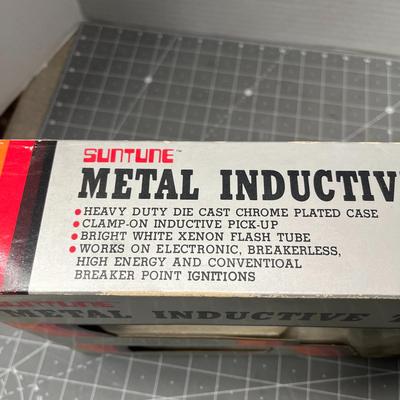 SUNTUNE™
METAL INDUCTIV
• HEAVY DUTY DIE CAST CHROME PLATED CASE
• CLAMP-ON INDUCTIVE PICK-UP
• BRIGHT WHITE XENON FLASH TUBE
• WORKS ON ELECTRONIC, BREAKERLESS,
HIGH ENERGY AND CONVENTIOAL
BREAKER POINT IGNITIONS
SUNTUNE
METAL INDUCTIVE